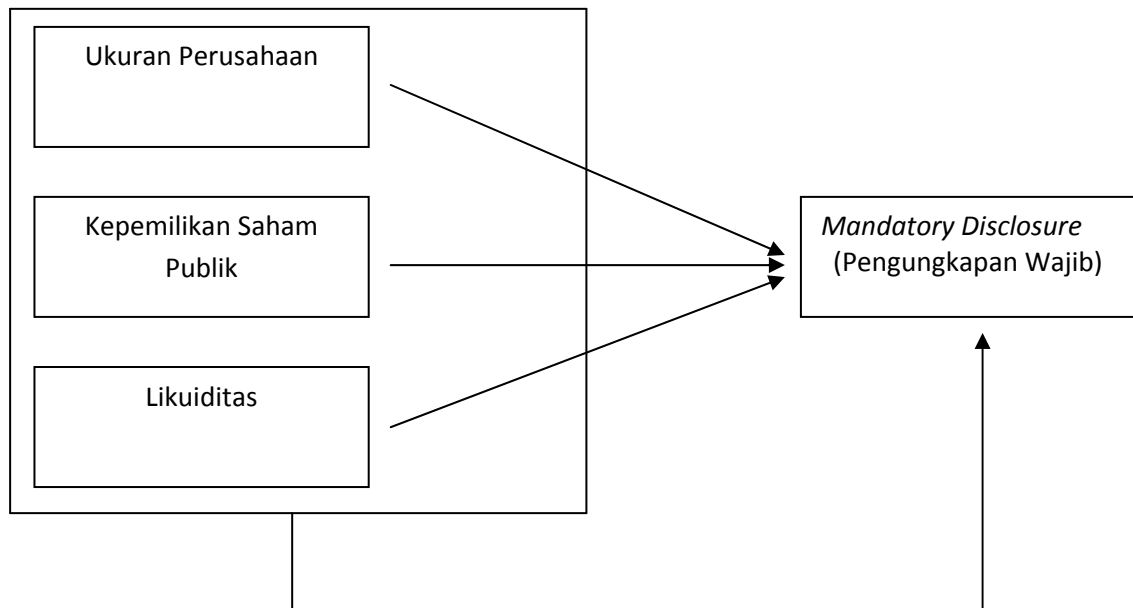 Ukuran Perusahaan
Kepemilikan Saham
Publik
Likuiditas
Mandatory Disclosure
(Pengungkapan Wajib)